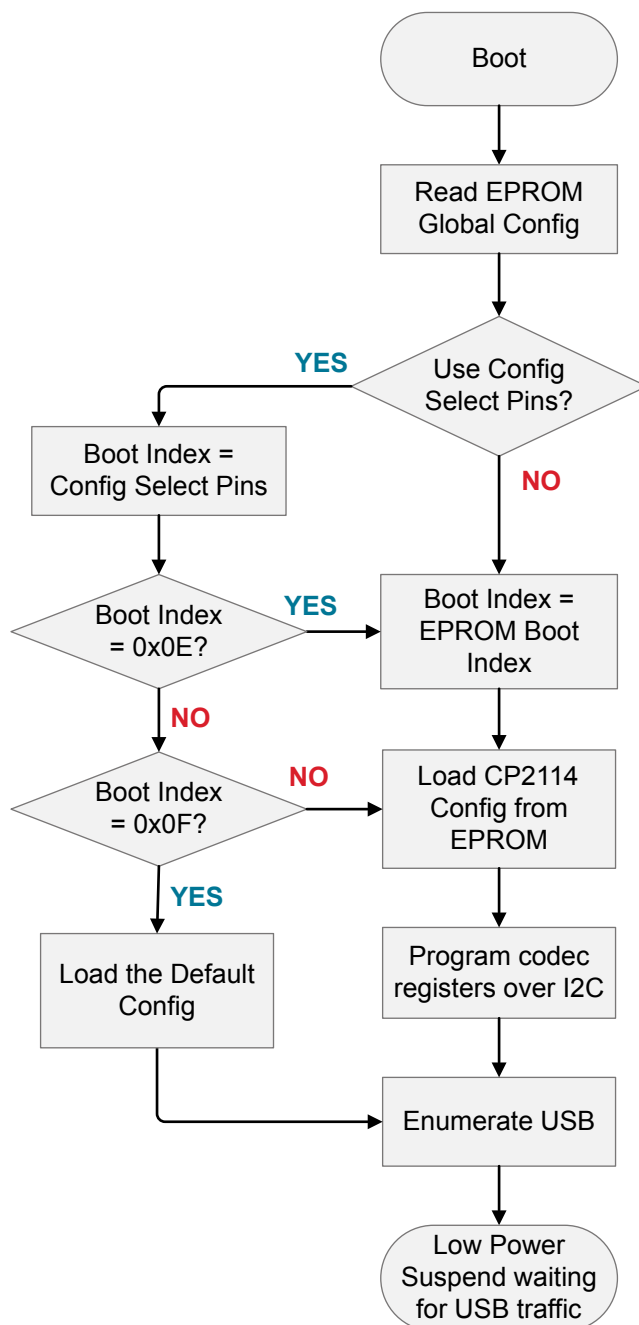 Boot
Read EPROM
Global Config
YES
Use Config
Select Pins?
Boot Index =
Config Select Pins
NO
Boot Index
= 0x0E?
YES
Boot Index =
EPROM Boot
Index
NO
Boot Index
= 0x0F?
NO
Load CP2114
Config from
EPROM
YES
Load the Default
Config
Program codec
registers over I2C
Enumerate USB
Low Power
Suspend waiting
for USB traffic